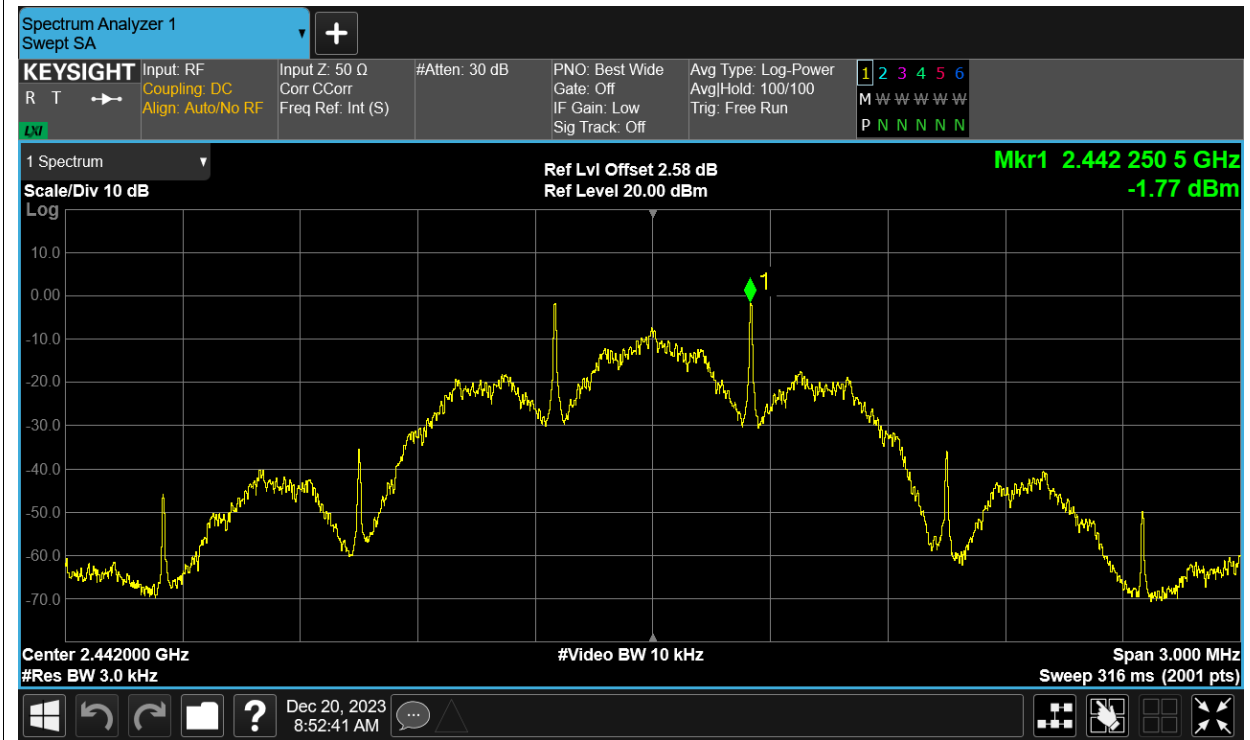 Spectrum Analyzer 1
Swept SA
+
KEYSIGHT
R T
LXI
Input: RF
Coupling: DC
Align: Auto/No RF
Input Z: 50 Ω
Corr CCorr
Freq Ref: Int (S)
#Atten: 30 dB
PNO: Best Wide
Gate: Off
IF Gain: Low
Sig Track: Off
Avg Type: Log-Power
Avg|Hold: 100/100
Trig: Free Run
1 2 3 4 5 6
M W W W W W
P N N N N N
1 Spectrum
Scale/Div 10 dB
Log
Ref Lvl Offset 2.58 dB
Ref Level 20.00 dBm
Mkr1 2.442 250 5 GHz
-1.77 dBm
1
10.0
0.00
-10.0
-20.0
-30.0
-40.0
-50.0
-60.0
-70.0
Center 2.442000 GHz
#Res BW 3.0 kHz
#Video BW 10 kHz
Span 3.000 MHz
Sweep 316 ms (2001 pts)
?
Dec 20, 2023
8:52:41 AM